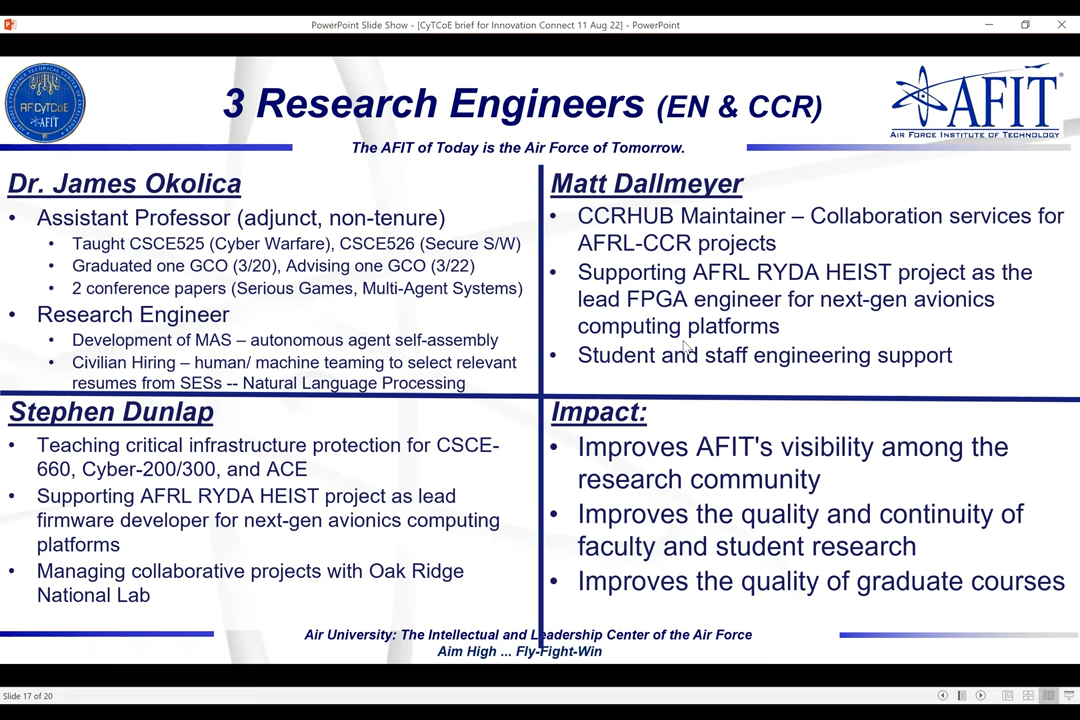 PowerPoint Slide Show - [CyTCoE brief for Innovation Connect 11 Aug 22] - PowerPoint
AF CyTCoE
AFIT
3 Research Engineers (EN & CCR)
AFIT
AIR FORCE INSTITUTE OF TECHNOLOGY
The AFIT of Today is the Air Force of Tomorrow.
Dr. James Okolica
• Assistant Professor (adjunct, non-tenure)
• Taught CSCE525 (Cyber Warfare), CSCE526 (Secure S/W)
• Graduated one GCO (3/20), Advising one GCO (3/22)
• 2 conference papers (Serious Games, Multi-Agent Systems)
• Research Engineer
• Development of MAS – autonomous agent self-assembly
• Civilian Hiring – human/ machine teaming to select relevant
resumes from SESs -- Natural Language Processing
Matt Dallmeyer
• CCRHUB Maintainer – Collaboration services for
AFRL-CCR projects
• Supporting AFRL RYDA HEIST project as the
lead FPGA engineer for next-gen avionics
computing platforms
• Student and staff engineering support
Stephen Dunlap
• Teaching critical infrastructure protection for CSCE-
660, Cyber-200/300, and ACE
• Supporting AFRL RYDA HEIST project as lead
firmware developer for next-gen avionics computing
platforms
• Managing collaborative projects with Oak Ridge
National Lab
Impact:
• Improves AFIT's visibility among the
research community
• Improves the quality and continuity of
faculty and student research
• Improves the quality of graduate courses
Air University: The Intellectual and Leadership Center of the Air Force
Aim High ... Fly-Fight-Win
Slide 17 of 20